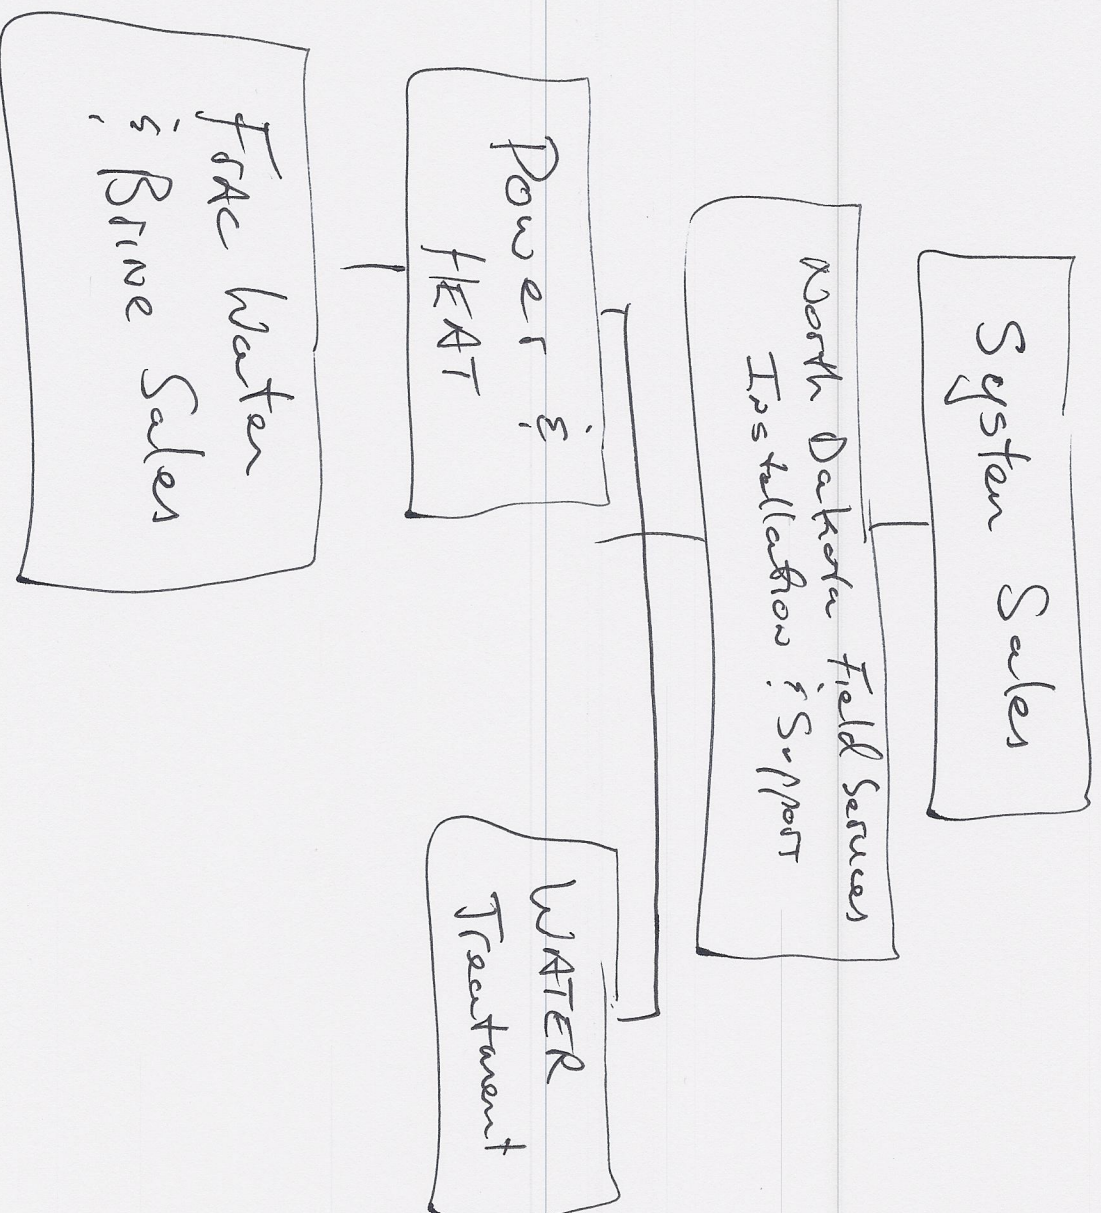 System Sales
North Dakota Field Services
Installation & Support
Power &
HEAT
WATER
Treatment
Frac Water
& Brine Sales